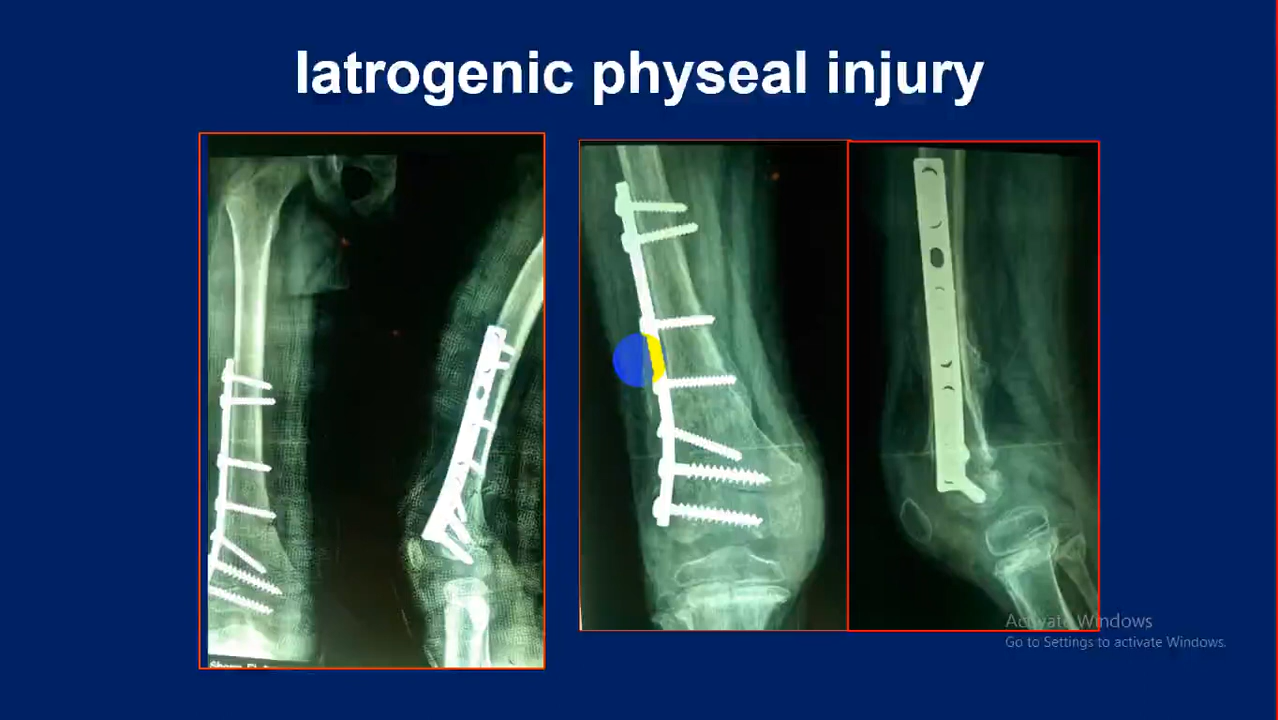 Iatrogenic physeal injury
Activate Windows
Go to Settings to activate Windows.